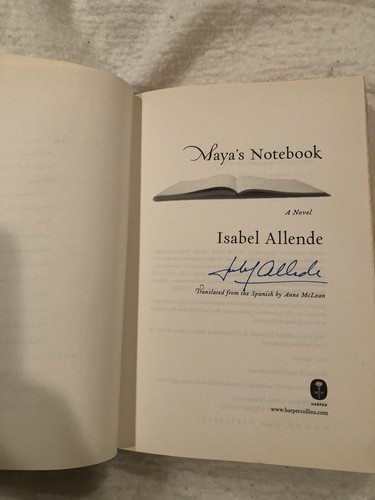 Maya's Notebook
A Novel
Isabel Allende
Isabel Allende
Translated from the Spanish by Anne McLean
HARPER
www.harpercollins.com